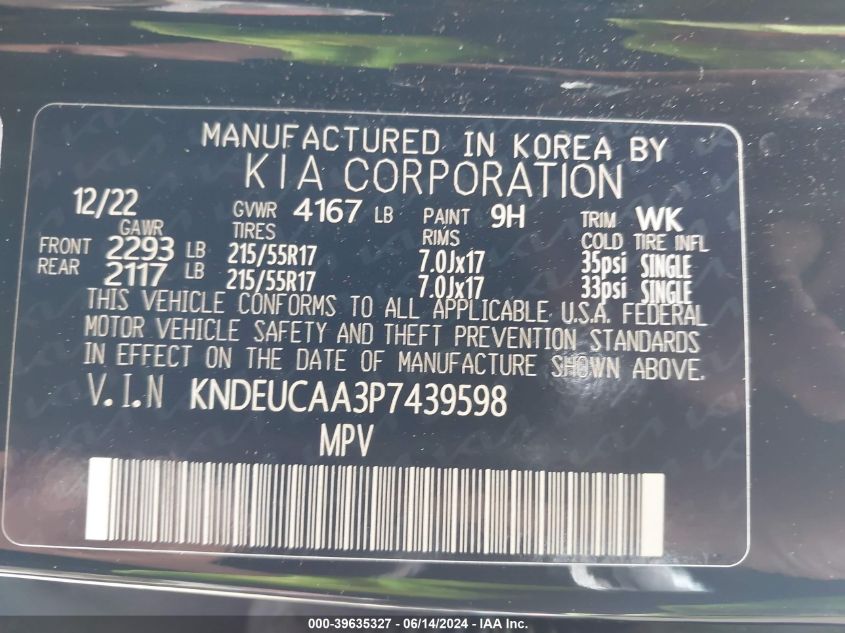 MANUFACTURED IN KOREA BY
KIA CORPORATION
12/22 GVWR 4167 LB PAINT 9H TRIM WK
GAWR TIRES RIMS COLD TIRE INFL
FRONT 2293 LB 215/55R17 7.0Jx17 35psi SINGLE
REAR 2117 LB 215/55R17 7.0Jx17 33psi SINGLE
THIS VEHICLE CONFORMS TO ALL APPLICABLE U.S.A. FEDERAL
MOTOR VEHICLE SAFETY AND THEFT PREVENTION STANDARDS
IN EFFECT ON THE DATE OF MANUFACTURE SHOWN ABOVE.
V.I.N KNDEUCAA3P7439598
MPV
000-39635327 - 06/14/2024 - IAA Inc.